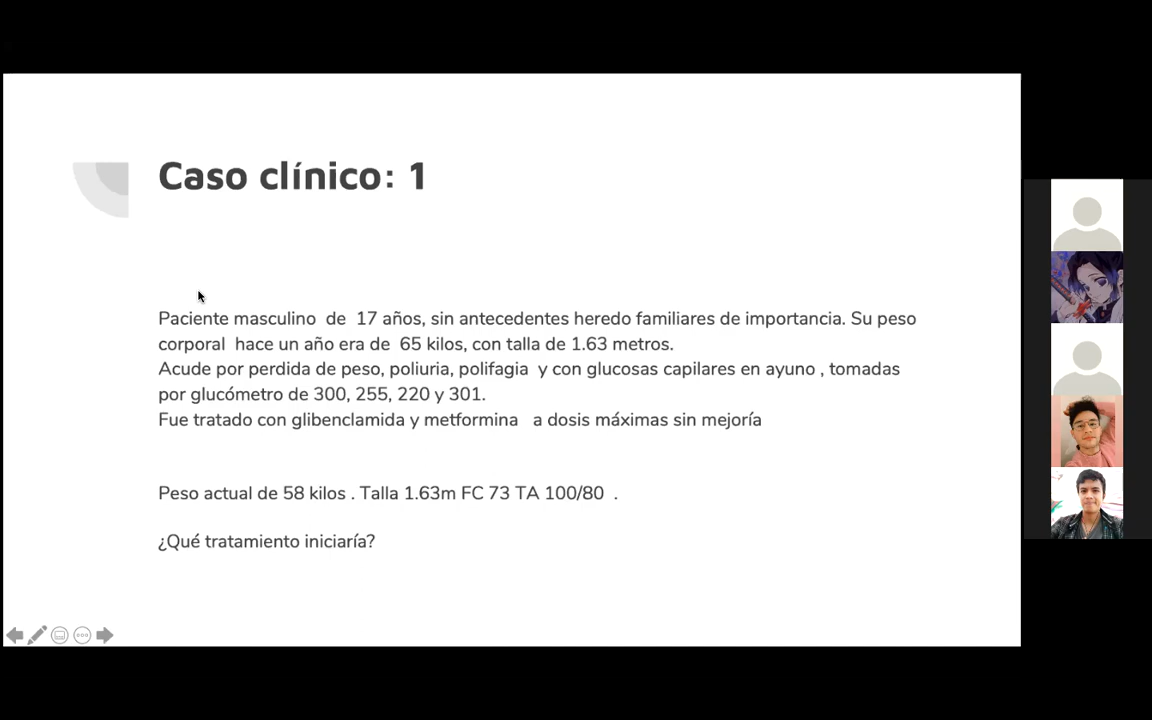 Caso clínico: 1
Paciente masculino de 17 años, sin antecedentes heredo familiares de importancia. Su peso
corporal hace un año era de 65 kilos, con talla de 1.63 metros.
Acude por perdida de peso, poliuria, polifagia y con glucosas capilares en ayuno , tomadas
por glucómetro de 300, 255, 220 y 301.
Fue tratado con glibenclamida y metformina a dosis máximas sin mejoría
Peso actual de 58 kilos . Talla 1.63m FC 73 TA 100/80 .
¿Qué tratamiento iniciaría?